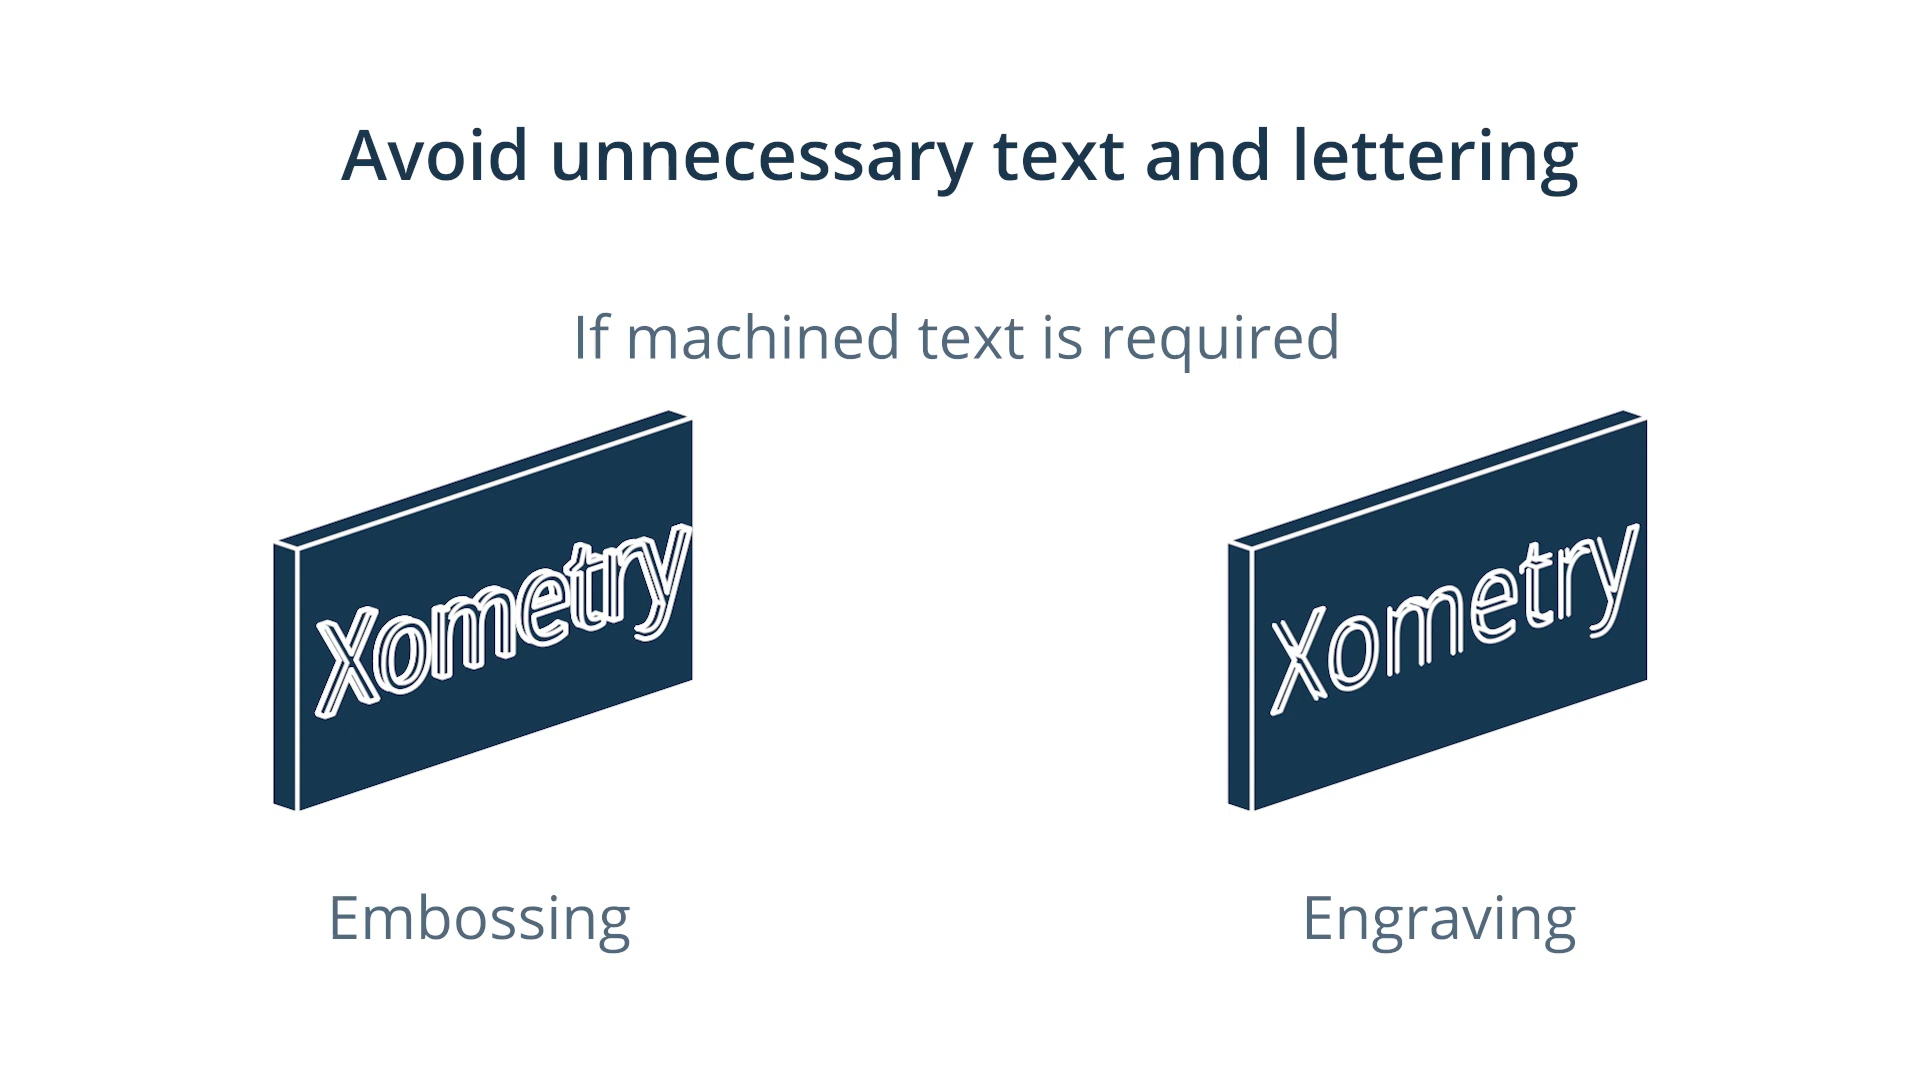 Avoid unnecessary text and lettering
If machined text is required
Xometry
Xometry
Embossing
Engraving